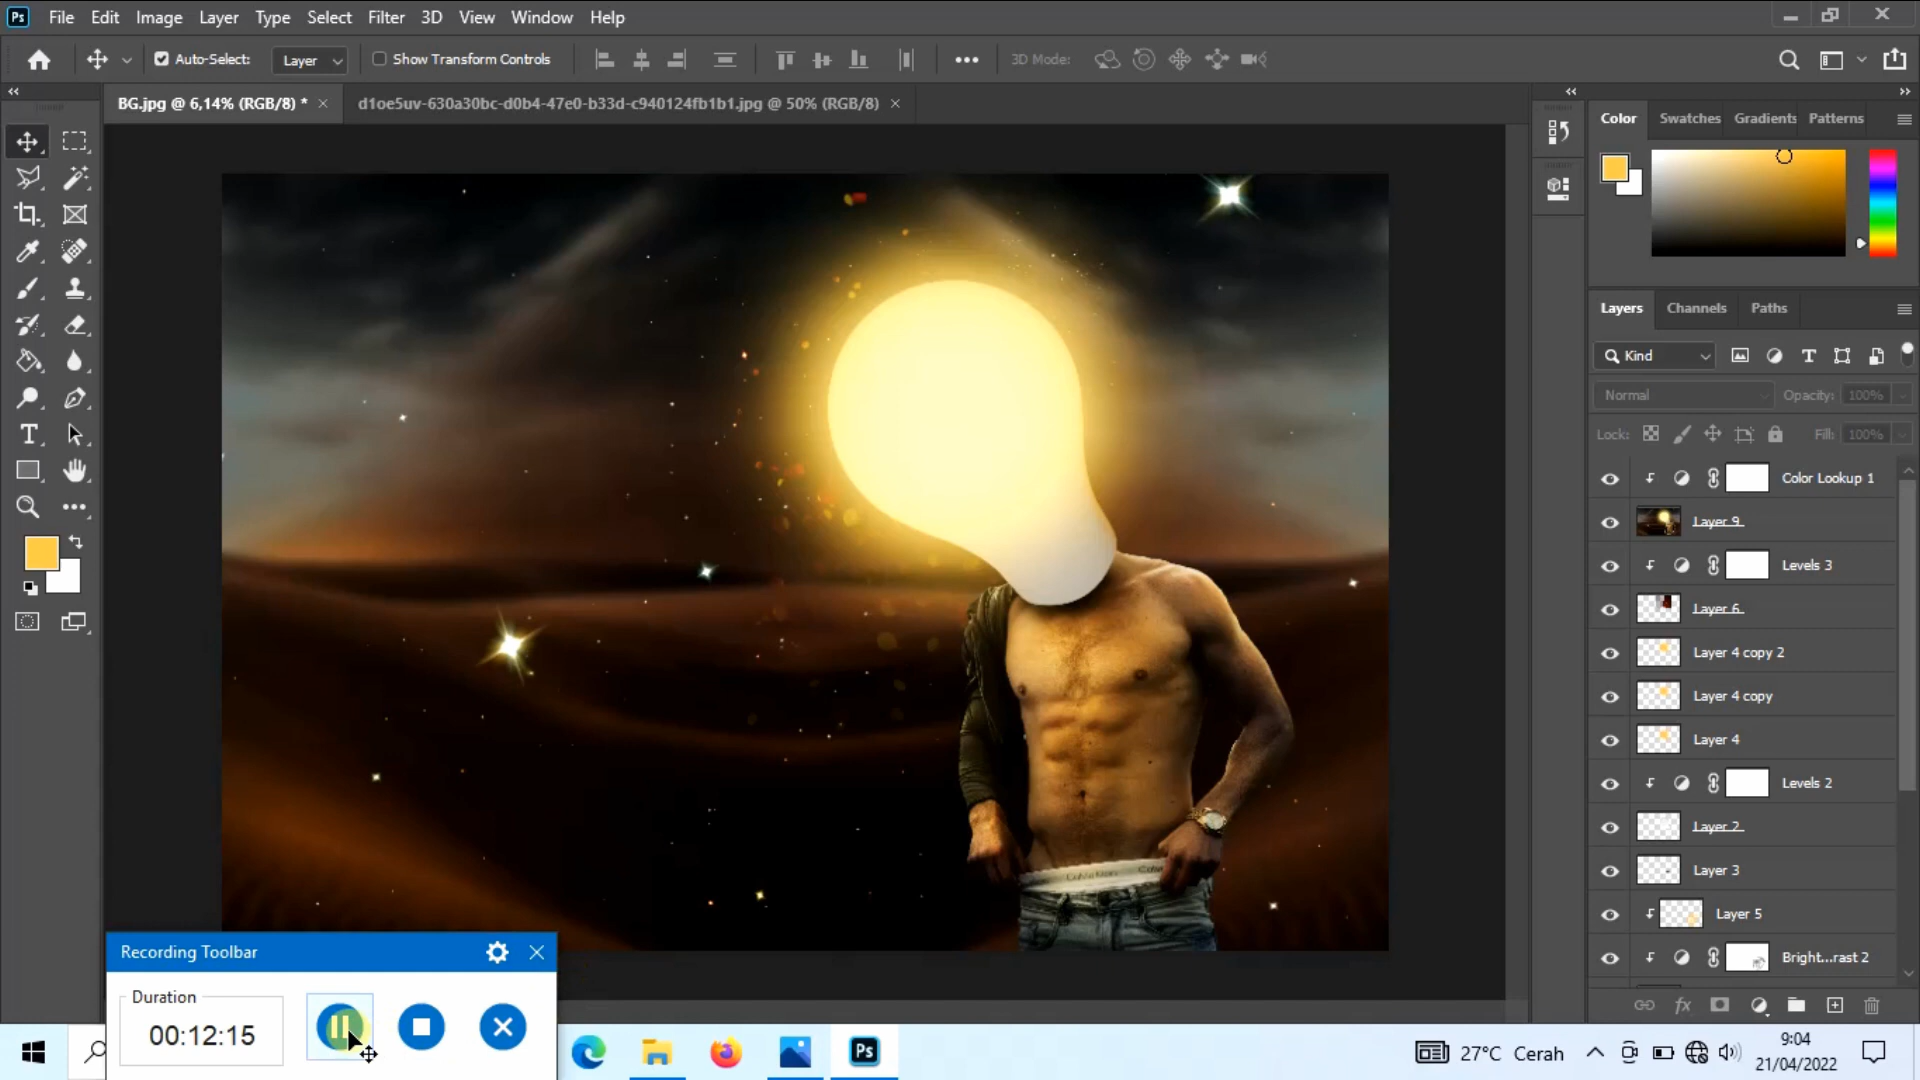 Ps File Edit Image Layer Type Select Filter 3D View Window Help
Auto-Select: Layer Show Transform Controls 3D Mode:
BG.jpg @ 6,14% (RGB/8) * d1oe5uv-630a30bc-d0b4-47e0-b33d-c940124fb1b1.jpg @ 50% (RGB/8)
Color Swatches Gradients Patterns
Layers Channels Paths
Kind
Normal Opacity: 100%
Lock: Fill: 100%
Color Lookup 1
Layer 9
Levels 3
Layer 6
Layer 4 copy 2
Layer 4 copy
Layer 4
Levels 2
Layer 2
Layer 3
Layer 5
Bright...rast 2
fx
Recording Toolbar
Duration
00:12:15
Ps
27°C Cerah
9:04
21/04/2022